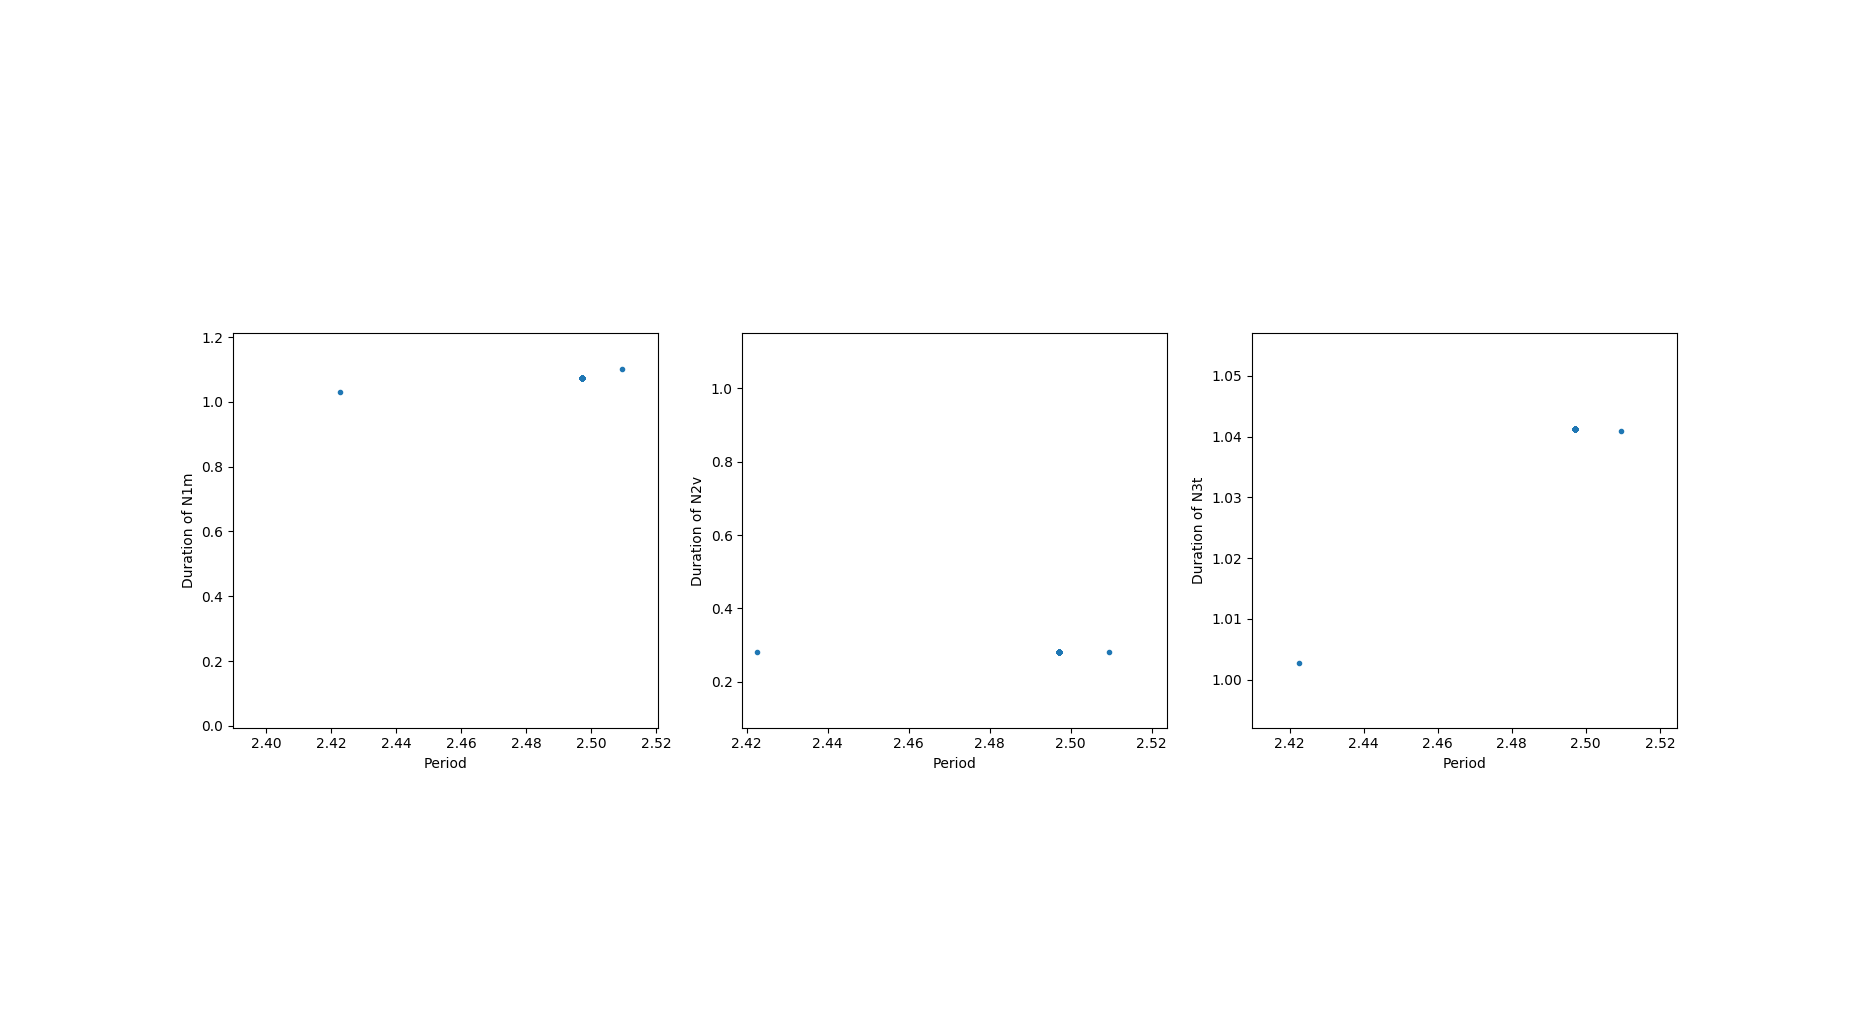 1.2
1.0
0.8
0.6
0.4
0.2
0.0
Duration of N1m
2.40 2.42 2.44 2.46 2.48 2.50 2.52
Period
1.0
0.8
0.6
0.4
0.2
Duration of N2v
2.42 2.44 2.46 2.48 2.50 2.52
Period
1.05
1.04
1.03
1.02
1.01
1.00
Duration of N3t
2.42 2.44 2.46 2.48 2.50 2.52
Period